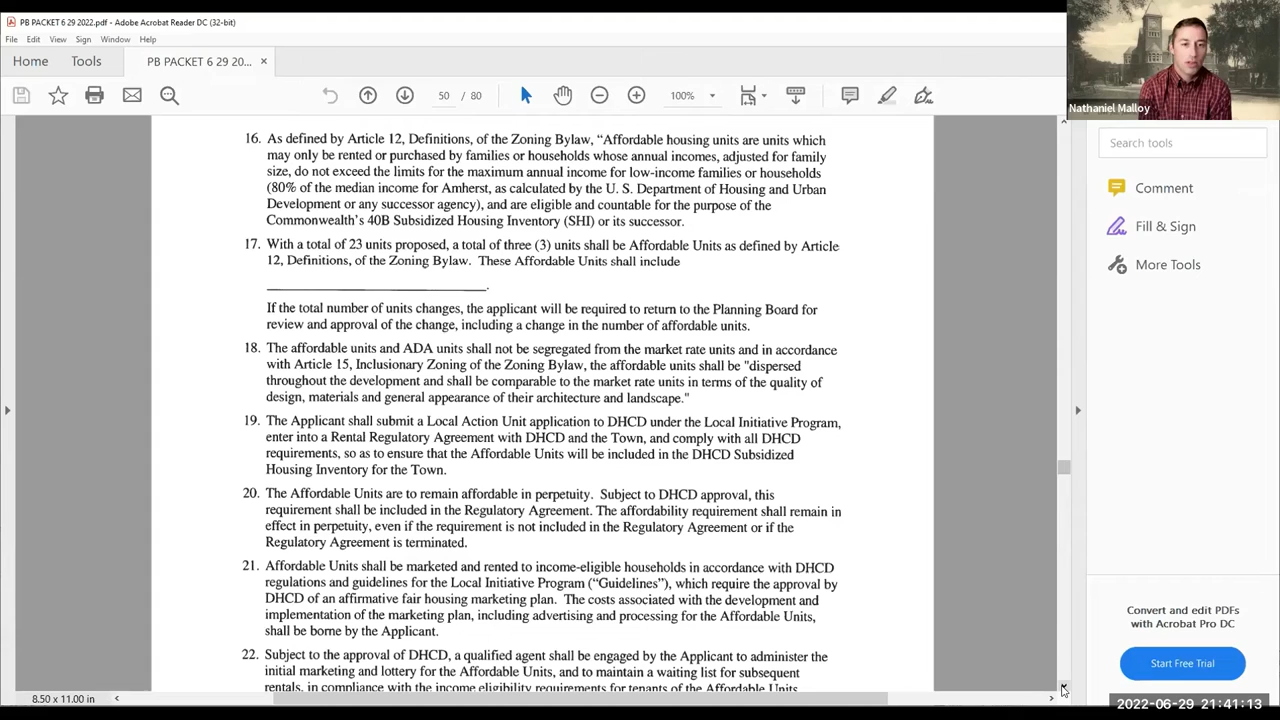 PB PACKET 6 29 2022.pdf - Adobe Acrobat Reader DC (32-bit)
File Edit View Sign Window Help
Home Tools PB PACKET 6 29 20... ×
50 / 80 100%
Nathaniel Malloy
Search tools
Comment
Fill & Sign
More Tools
Convert and edit PDFs
with Acrobat Pro DC
Start Free Trial
16. As defined by Article 12, Definitions, of the Zoning Bylaw, “Affordable housing units are units which
may only be rented or purchased by families or households whose annual incomes, adjusted for family
size, do not exceed the limits for the maximum annual income for low-income families or households
(80% of the median income for Amherst, as calculated by the U. S. Department of Housing and Urban
Development or any successor agency), and are eligible and countable for the purpose of the
Commonwealth's 40B Subsidized Housing Inventory (SHI) or its successor.
17. With a total of 23 units proposed, a total of three (3) units shall be Affordable Units as defined by Article
12, Definitions, of the Zoning Bylaw. These Affordable Units shall include
____________________________.
If the total number of units changes, the applicant will be required to return to the Planning Board for
review and approval of the change, including a change in the number of affordable units.
18. The affordable units and ADA units shall not be segregated from the market rate units and in accordance
with Article 15, Inclusionary Zoning of the Zoning Bylaw, the affordable units shall be "dispersed
throughout the development and shall be comparable to the market rate units in terms of the quality of
design, materials and general appearance of their architecture and landscape."
19. The Applicant shall submit a Local Action Unit application to DHCD under the Local Initiative Program,
enter into a Rental Regulatory Agreement with DHCD and the Town, and comply with all DHCD
requirements, so as to ensure that the Affordable Units will be included in the DHCD Subsidized
Housing Inventory for the Town.
20. The Affordable Units are to remain affordable in perpetuity. Subject to DHCD approval, this
requirement shall be included in the Regulatory Agreement. The affordability requirement shall remain in
effect in perpetuity, even if the requirement is not included in the Regulatory Agreement or if the
Regulatory Agreement is terminated.
21. Affordable Units shall be marketed and rented to income-eligible households in accordance with DHCD
regulations and guidelines for the Local Initiative Program (“Guidelines”), which require the approval by
DHCD of an affirmative fair housing marketing plan. The costs associated with the development and
implementation of the marketing plan, including advertising and processing for the Affordable Units,
shall be borne by the Applicant.
22. Subject to the approval of DHCD, a qualified agent shall be engaged by the Applicant to administer the
initial marketing and lottery for the Affordable Units, and to maintain a waiting list for subsequent
rentals, in compliance with the income eligibility requirements for tenants of the Affordable Units.
8.50 x 11.00 in
2022-06-29 21:41:13